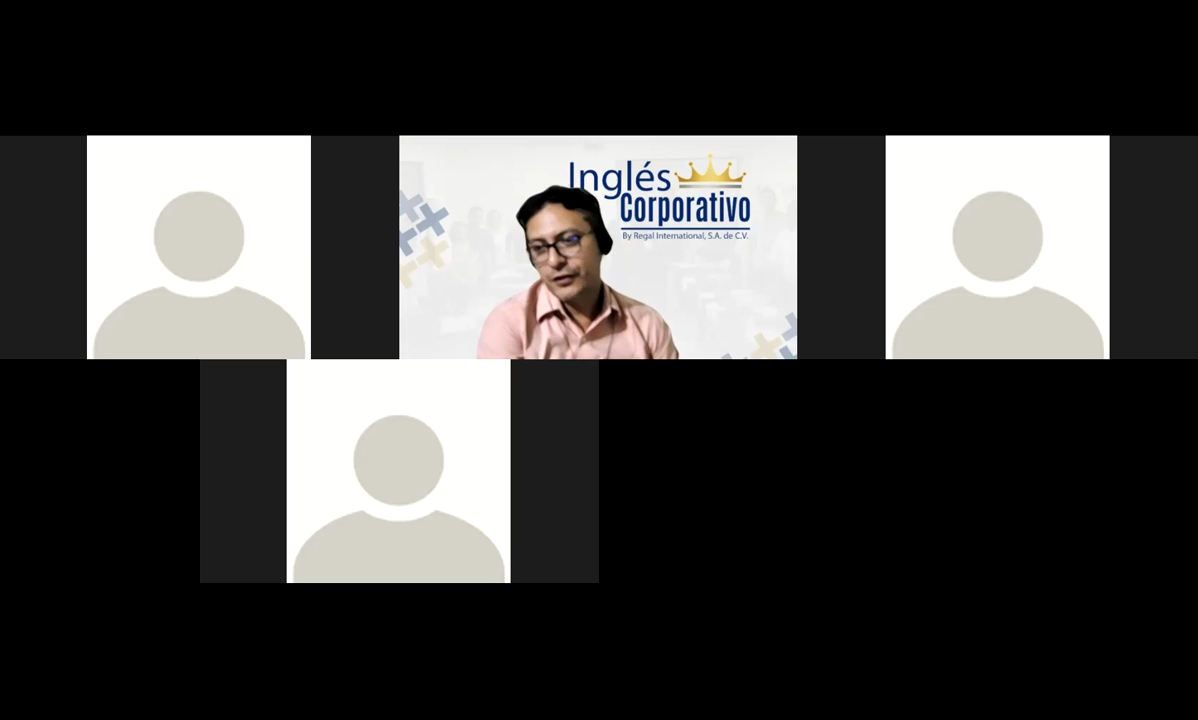 Inglés
Corporativo
By Regal International, S.A. de C.V.